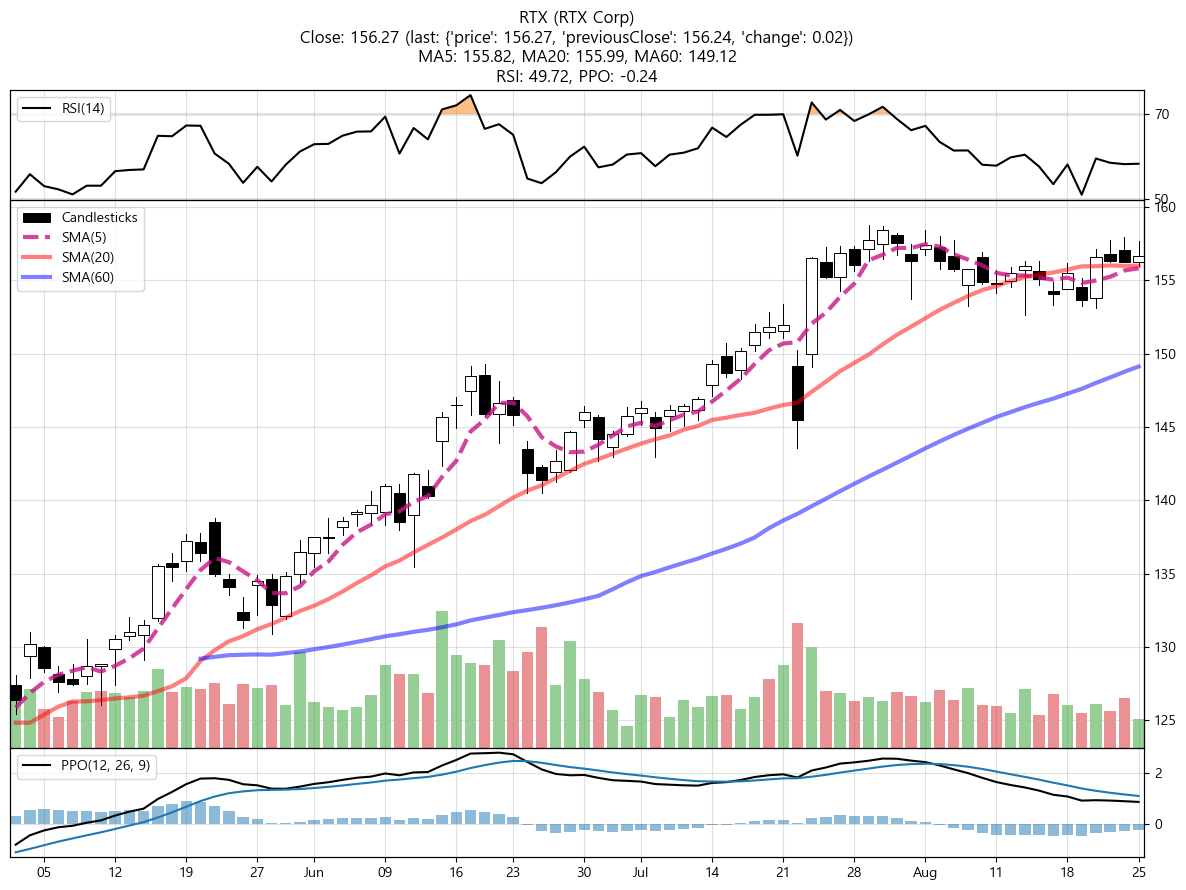 RTX (RTX Corp)
Close: 156.27 (last: {'price': 156.27, 'previousClose': 156.24, 'change': 0.02})
MA5: 155.82, MA20: 155.99, MA60: 149.12
RSI: 49.72, PPO: -0.24
RSI(14)
70
50
Candlesticks
SMA(5)
SMA(20)
SMA(60)
160
155
150
145
140
135
130
125
PPO(12, 26, 9)
2
0
05 12 19 27 Jun 09 16 23 Jul 14 21 28 Aug 11 18 25